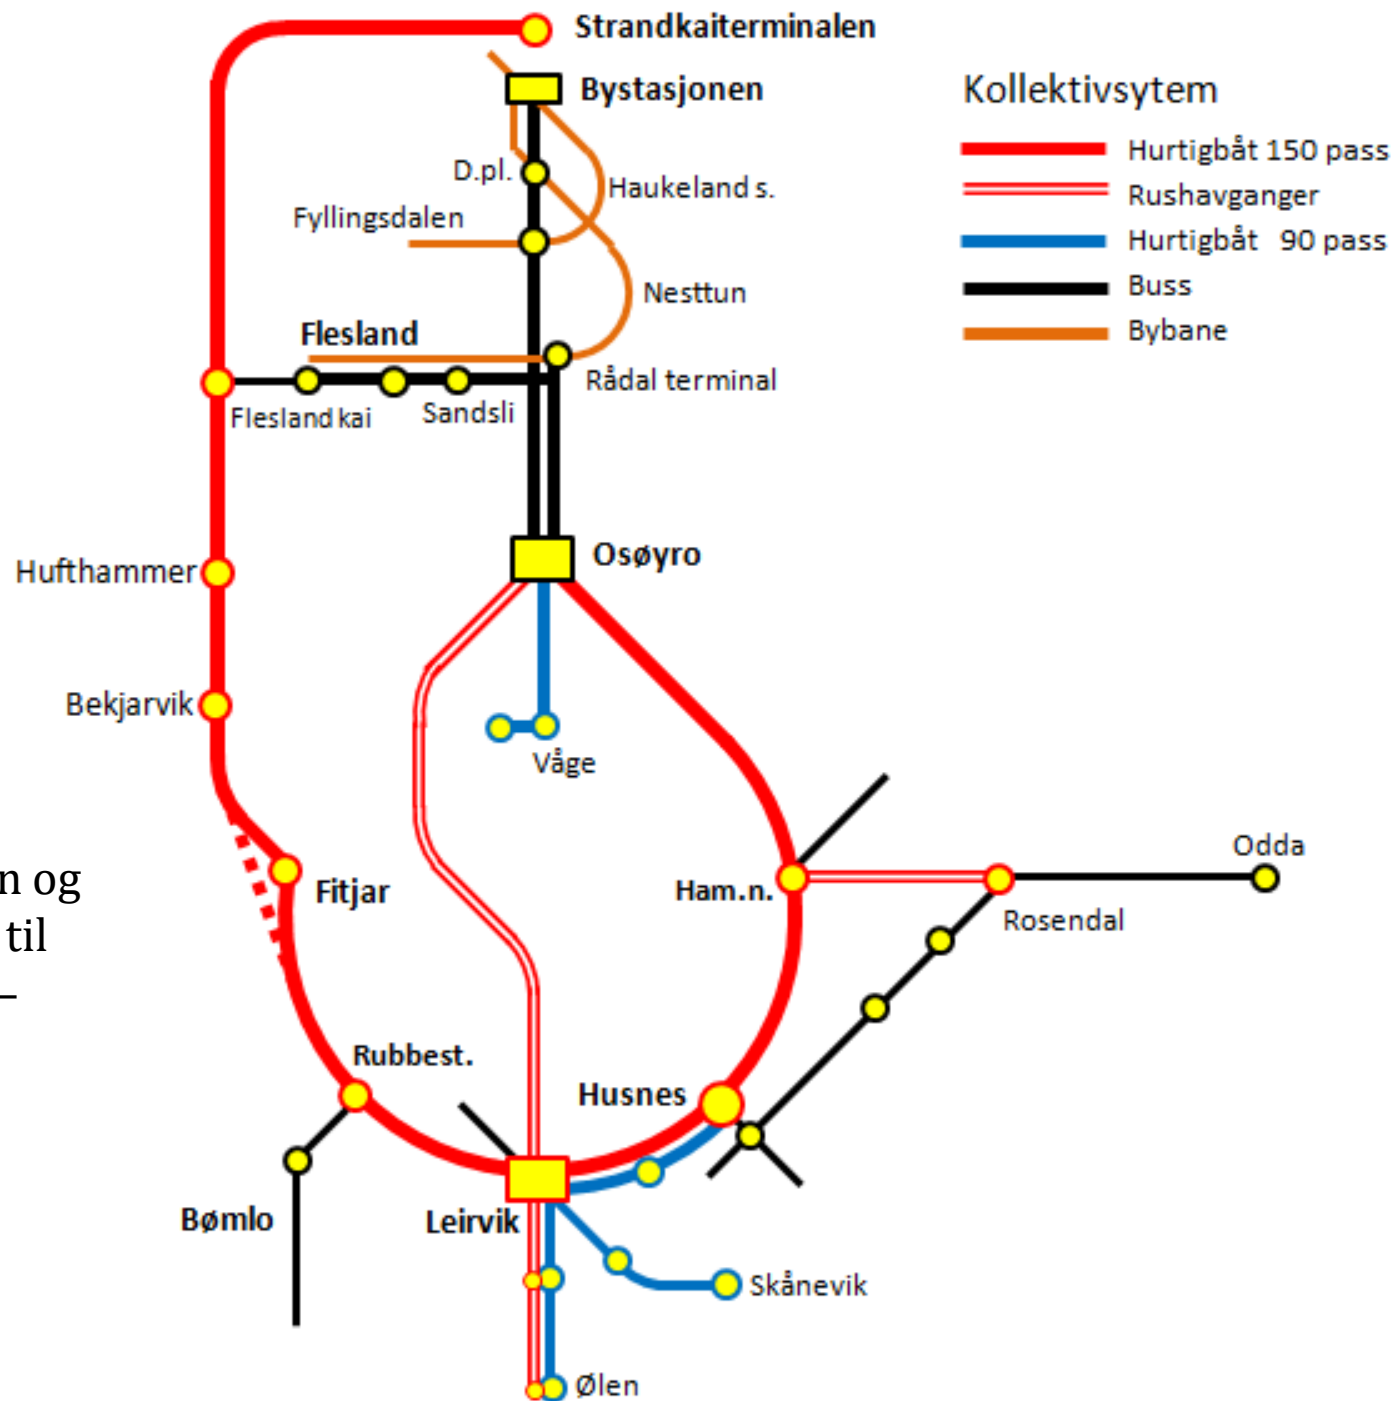 Strandkaiterminalen
Bystasjonen
Kollektivsytem
Hurtigbåt 150 pass
Rushavganger
Hurtigbåt 90 pass
Buss
Bybane
D.pl.
Haukeland s.
Fyllingsdalen
Nesttun
Flesland
Rådal terminal
Flesland kai
Sandsli
Osøyro
Hufthammer
Bekjarvik
Våge
Odda
n og
til
–
Fitjar
Ham.n.
Rosendal
Rubbest.
Husnes
Bømlo
Leirvik
Skånevik
Ølen